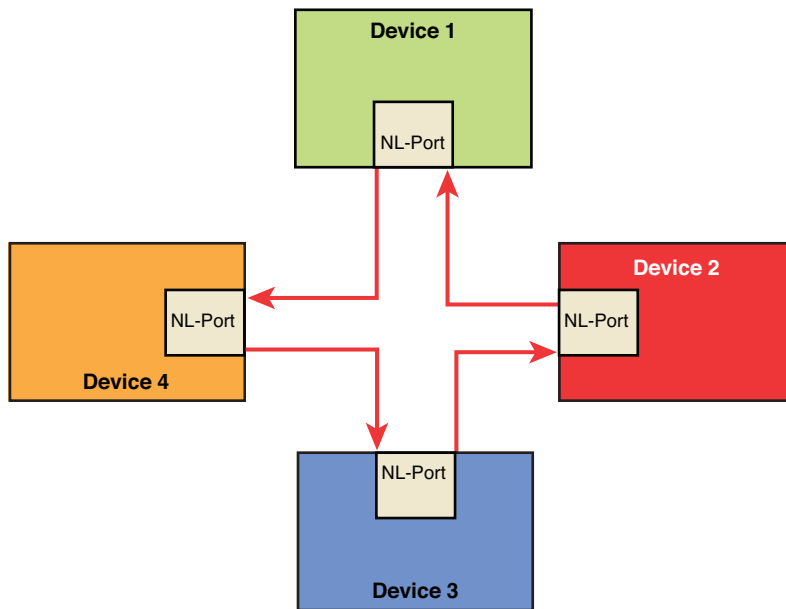 Device 1
NL-Port
Device 2
NL-Port
NL-Port
Device 4
NL-Port
Device 3